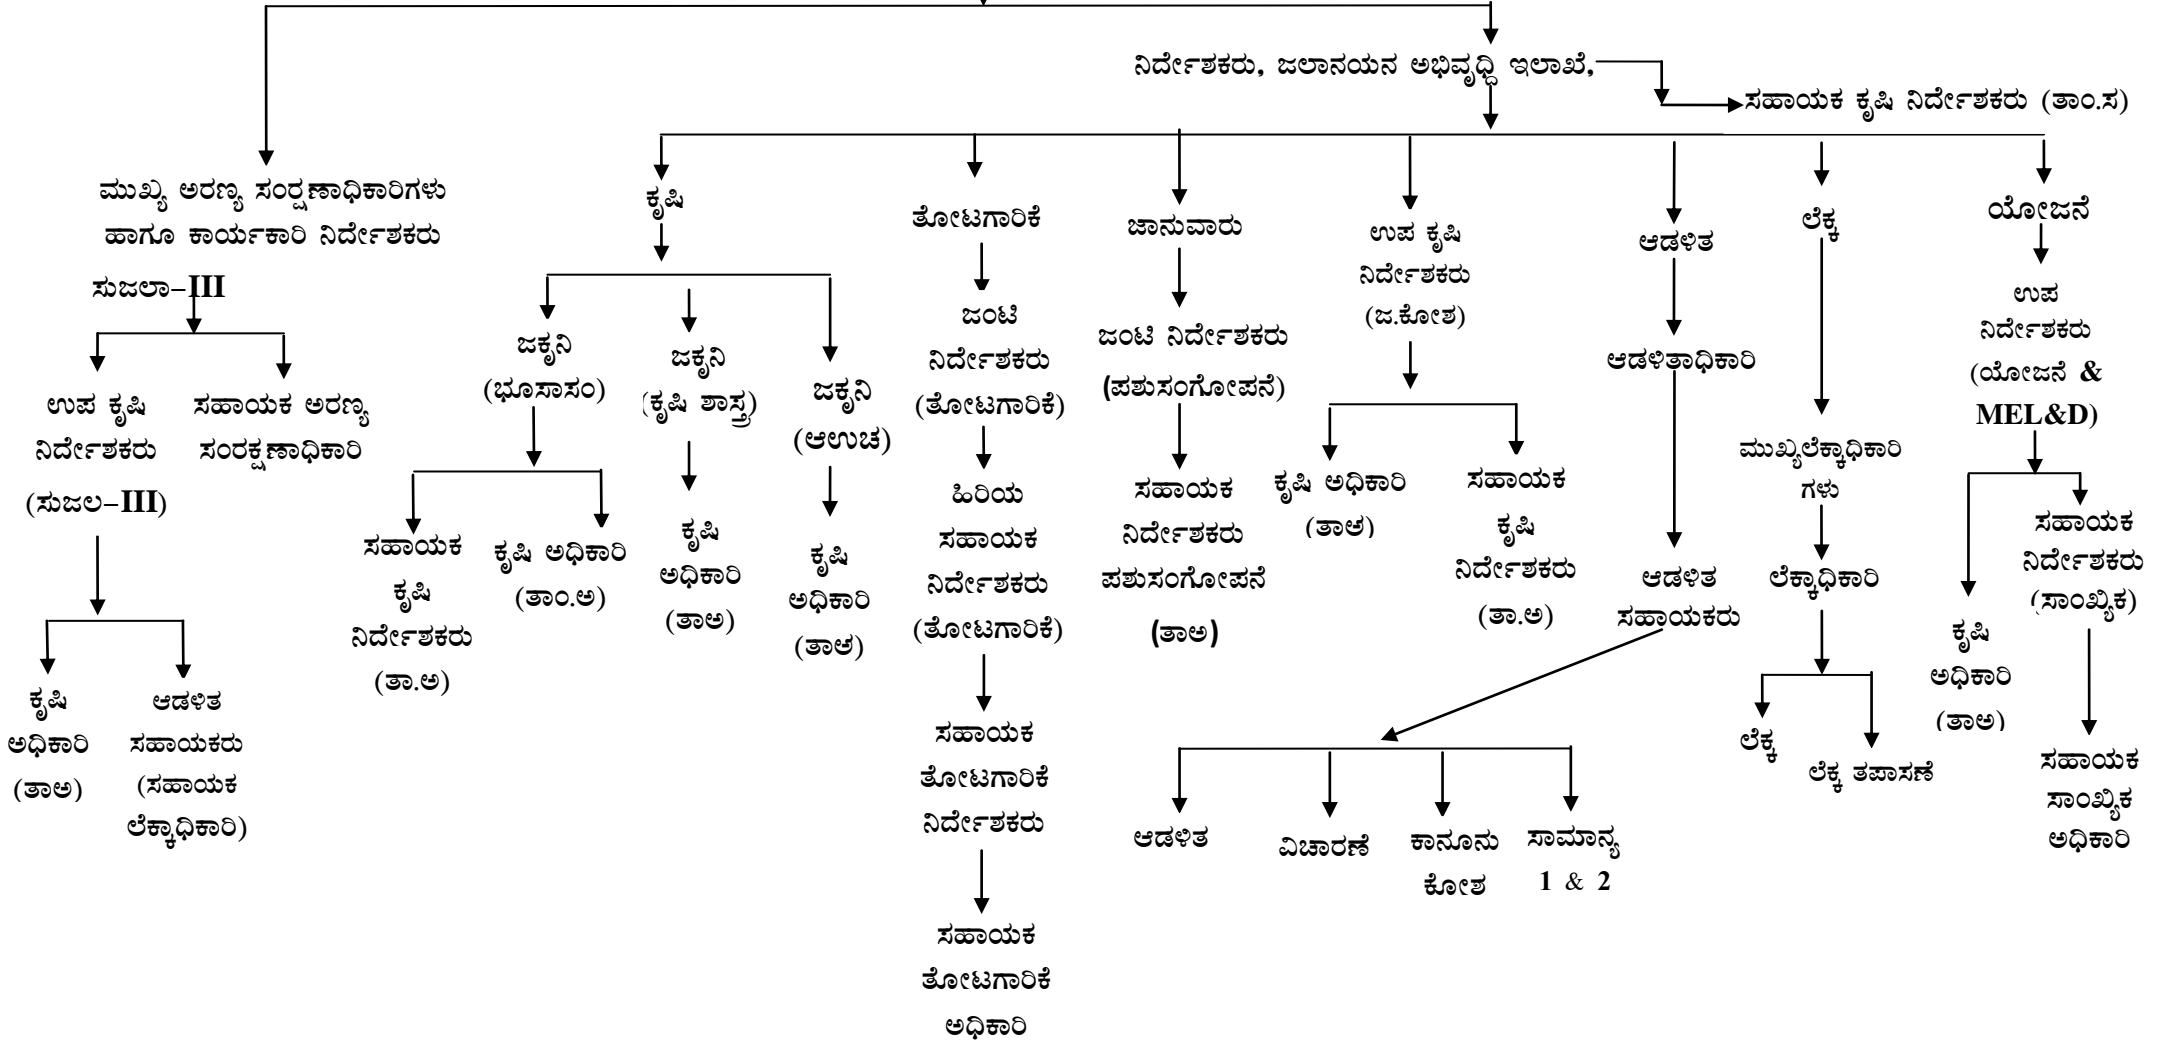 ನಿರ್ದೇಶಕರು, ಜಲಾನಯನ ಅಭಿವೃಧ್ಧಿ ಇಲಾಖೆ,
ಸಹಾಯಕ ಕೃಷಿ ನಿರ್ದೇಶಕರು (ತಾಂ.ಸ)
ಮುಖ್ಯ ಅರಣ್ಯ ಸಂರಕ್ಷಣಾಧಿಕಾರಿಗಳು
ಹಾಗೂ ಕಾರ್ಯಕಾರಿ ನಿರ್ದೇಶಕರು
ಸುಜಲಾ-III
ಉಪ ಕೃಷಿ
ನಿರ್ದೇಶಕರು
(ಸುಜಲ-III)
ಸಹಾಯಕ ಅರಣ್ಯ
ಸಂರಕ್ಷಣಾಧಿಕಾರಿ
ಕೃಷಿ
ಅಧಿಕಾರಿ
(ತಾಅ)
ಆಡಳಿತ
ಸಹಾಯಕರು
(ಸಹಾಯಕ
ಲೆಕ್ಕಾಧಿಕಾರಿ)
ಕೃಷಿ
ಜಕೃನಿ
(ಭೂಸಾಸಂ)
ಸಹಾಯಕ
ಕೃಷಿ
ನಿರ್ದೇಶಕರು
(ತಾ.ಅ)
ಕೃಷಿ ಅಧಿಕಾರಿ
(ತಾಂ.ಅ)
ಜಕೃನಿ
(ಕೃಷಿ ಶಾಸ್ತ್ರ)
ಕೃಷಿ
ಅಧಿಕಾರಿ
(ತಾಅ)
ಜಕೃನಿ
(ಆಉಚ)
ಕೃಷಿ
ಅಧಿಕಾರಿ
(ತಾಅ)
ತೋಟಗಾರಿಕೆ
ಜಂಟಿ
ನಿರ್ದೇಶಕರು
(ತೋಟಗಾರಿಕೆ)
ಹಿರಿಯ
ಸಹಾಯಕ
ನಿರ್ದೇಶಕರು
(ತೋಟಗಾರಿಕೆ)
ಸಹಾಯಕ
ತೋಟಗಾರಿಕೆ
ನಿರ್ದೇಶಕರು
ಸಹಾಯಕ
ತೋಟಗಾರಿಕೆ
ಅಧಿಕಾರಿ
ಜಾನುವಾರು
ಜಂಟಿ ನಿರ್ದೇಶಕರು
(ಪಶುಸಂಗೋಪನೆ)
ಸಹಾಯಕ
ನಿರ್ದೇಶಕರು
ಪಶುಸಂಗೋಪನೆ
(ತಾಅ)
ಉಪ ಕೃಷಿ
ನಿರ್ದೇಶಕರು
(ಜ.ಕೋಶ)
ಕೃಷಿ ಅಧಿಕಾರಿ
(ತಾಅ)
ಸಹಾಯಕ
ಕೃಷಿ
ನಿರ್ದೇಶಕರು
(ತಾ.ಅ)
ಆಡಳಿತ
ಆಡಳಿತಾಧಿಕಾರಿ
ಆಡಳಿತ
ಸಹಾಯಕರು
ಆಡಳಿತ
ವಿಚಾರಣೆ
ಕಾನೂನು
ಕೋಶ
ಸಾಮಾನ್ಯ
1 & 2
ಲೆಕ್ಕ
ಮುಖ್ಯಲೆಕ್ಕಾಧಿಕಾರಿ
ಗಳು
ಲೆಕ್ಕಾಧಿಕಾರಿ
ಲೆಕ್ಕ
ಲೆಕ್ಕ ತಪಾಸಣೆ
ಯೋಜನೆ
ಉಪ
ನಿರ್ದೇಶಕರು
(ಯೋಜನೆ &
MEL&D)
ಕೃಷಿ
ಅಧಿಕಾರಿ
(ತಾಅ)
ಸಹಾಯಕ
ನಿರ್ದೇಶಕರು
(ಸಾಂಖ್ಯಿಕ)
ಸಹಾಯಕ
ಸಾಂಖ್ಯಿಕ
ಅಧಿಕಾರಿ